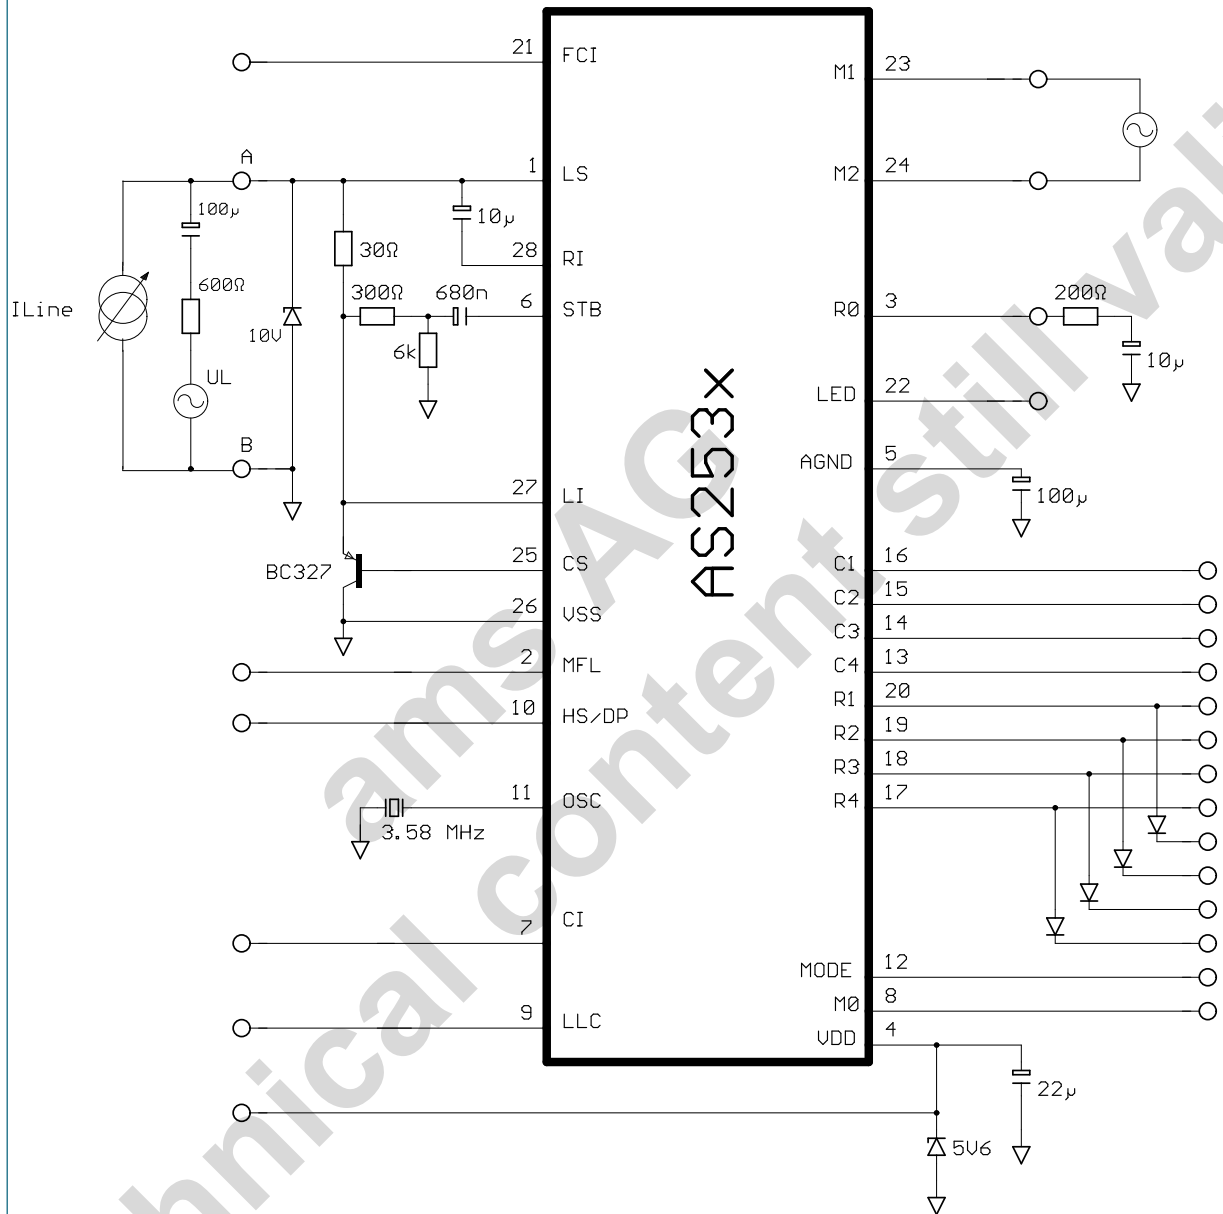 21 FCI
M1 23
A
1 LS
M2 24
100µ
10µ
28 RI
30Ω
ILine
600Ω
300Ω
680n
6 STB
R0 3
200Ω
10V
6k
10µ
UL
LED 22
B
AGND 5
100µ
27 LI
AS253x
BC327
25 CS
C1 16
26 VSS
C2 15
C3 14
2 MFL
C4 13
10 HS/DP
R1 20
R2 19
R3 18
11 OSC
R4 17
3.58 MHz
7 CI
MODE 12
9 LLC
M0 8
VDD 4
22µ
5V6
ams AG
hnical content still vali